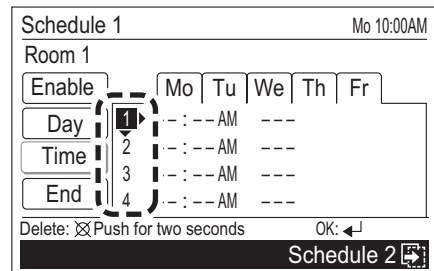 Schedule 1 Mo 10:00AM
Room 1
Enable Mo Tu We Th Fr
Day 1 -:--AM ---
Time 2 -:--AM ---
3 -:--AM ---
End 4 -:--AM ---
Delete: Push for two seconds OK:
Schedule 2